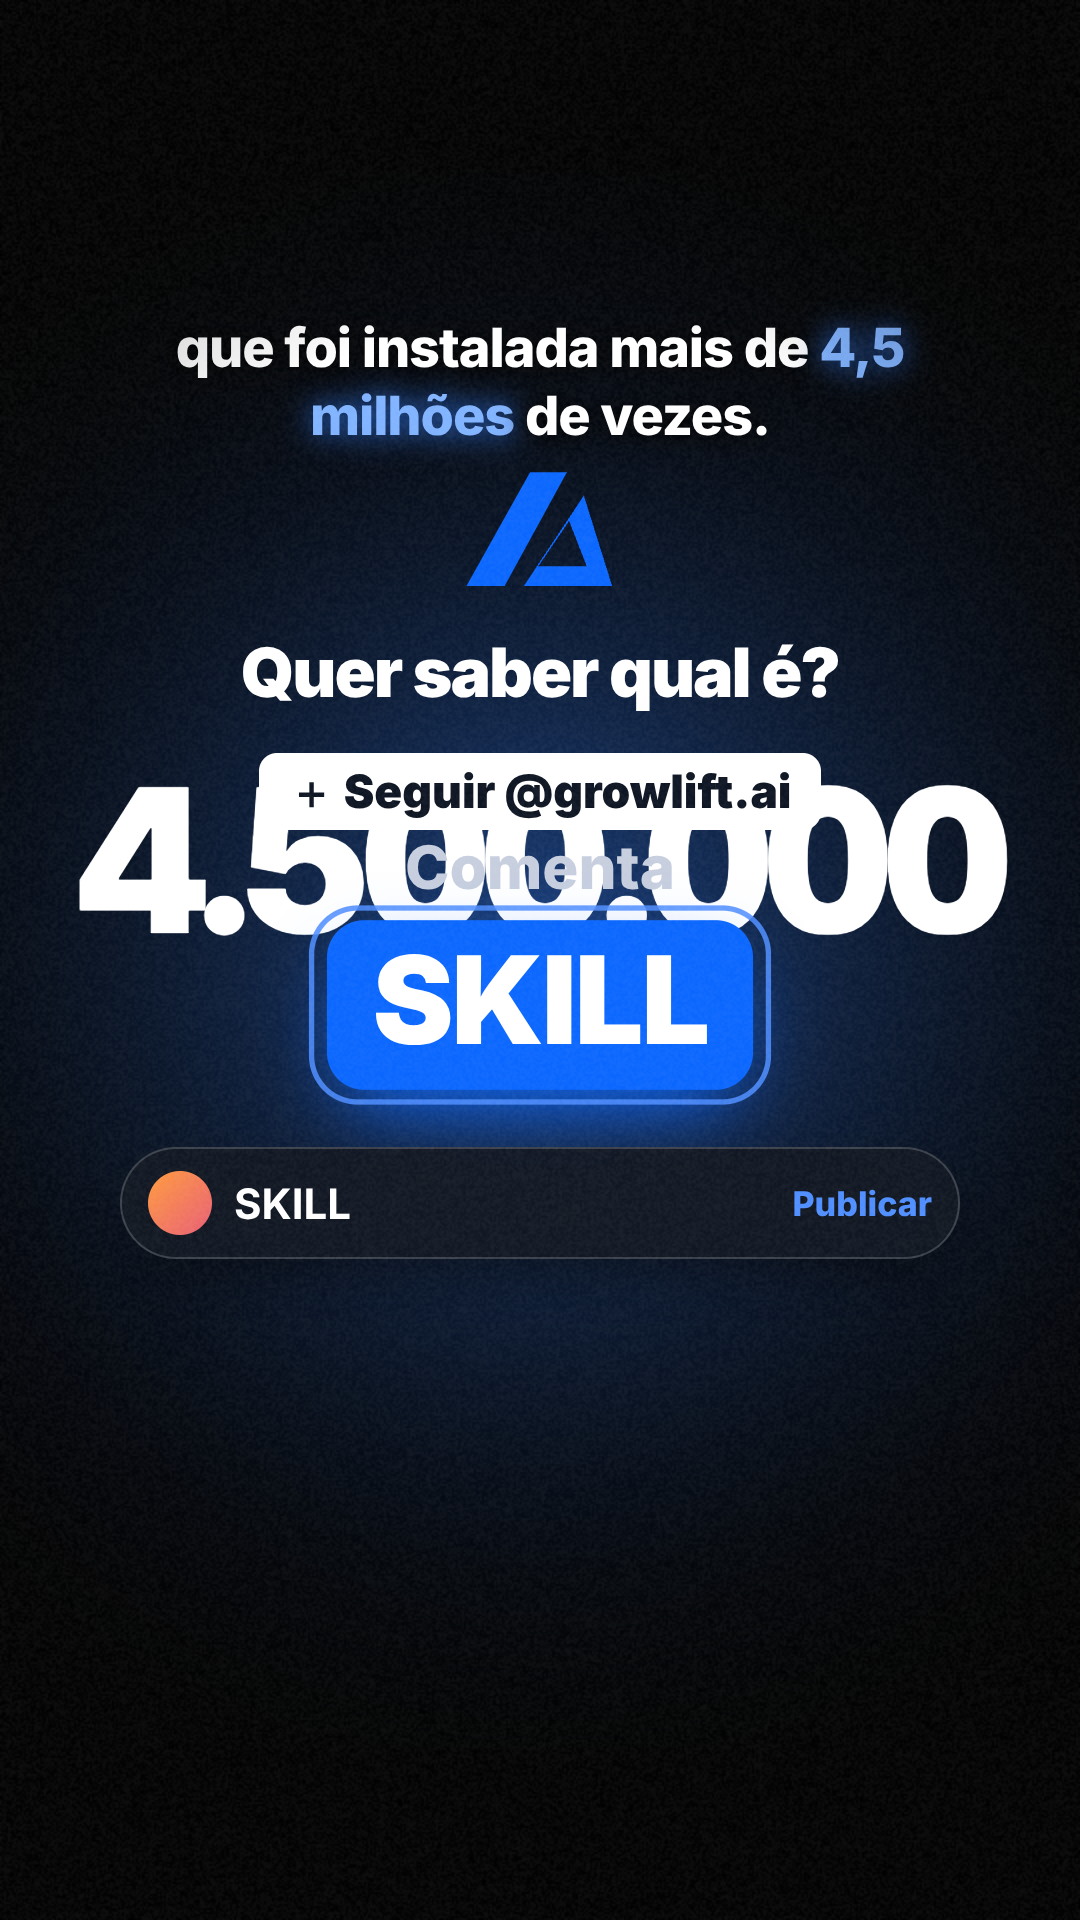 que foi instalada mais de 4,5
milhões de vezes.
Quer saber qual é?
+ Seguir @growlift.ai
4.500.000
Comenta
SKILL
SKILL
Publicar